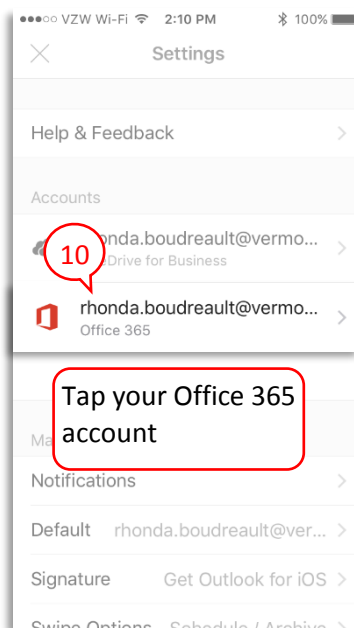 VZW Wi-Fi 2:10 PM 100%
Settings
Help & Feedback
Accounts
10
onda.boudreault@vermo...
Drive for Business
rhonda.boudreault@vermo...
Office 365
Tap your Office 365
account
Ma
Notifications
Default rhonda.boudreault@ver...
Signature Get Outlook for iOS
Swipe Options Schedule / Archive